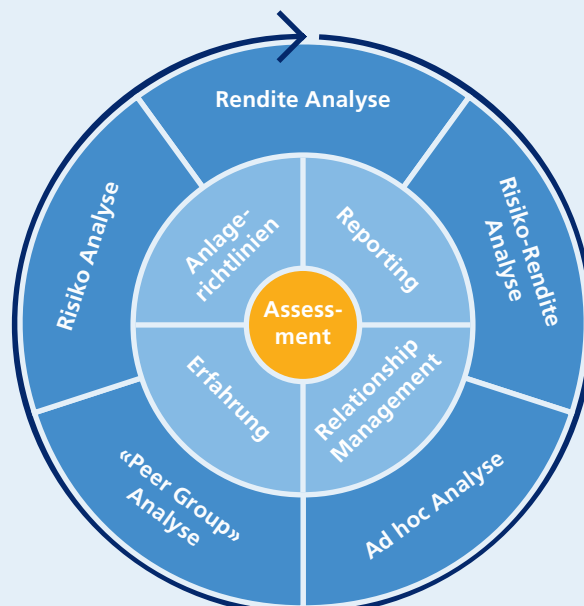 Rendite Analyse
Risiko-Rendite
Analyse
Ad hoc Analyse
«Peer Group»
Analyse
Risiko Analyse
Anlage-
richtlinien
Reporting
Relationship
Management
Erfahrung
Assess-
ment